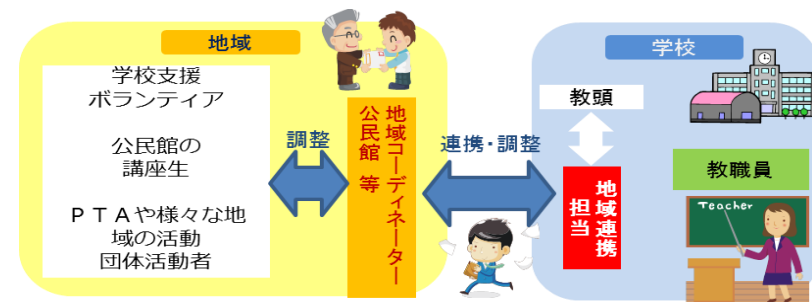 地域
学校支援
ボランティア
公民館の
講座生
ＰＴＡや様々な地
域の活動
団体活動者
調整
地域コーディネーター
公民館　等
連携・調整
学校
教頭
地域連携
担当
教職員
Teacher